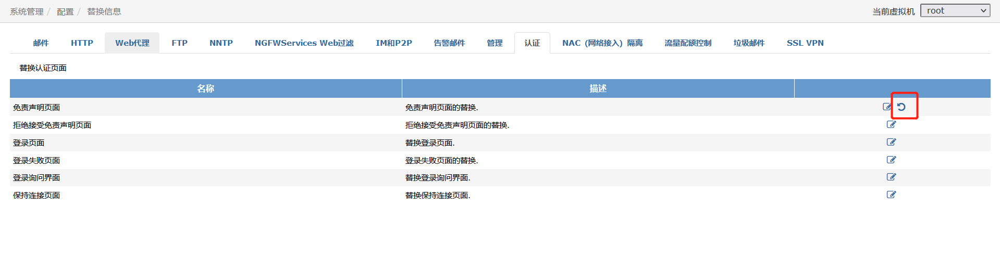 系统管理 / 配置 / 替换信息
当前虚拟机 root
邮件 HTTP Web代理 FTP NNTP NGFWServices Web过滤 IM和P2P 告警邮件 管理 认证 NAC（网络接入）隔离 流量配额控制 垃圾邮件 SSL VPN
替换认证页面
名称 描述
免责声明页面 免责声明页面的替换.
拒绝接受免责声明页面 拒绝接受免责声明页面的替换.
登录页面 替换登录页面.
登录失败页面 登录失败页面的替换.
登录询问界面 替换登录询问界面.
保持连接页面 替换保持连接页面.